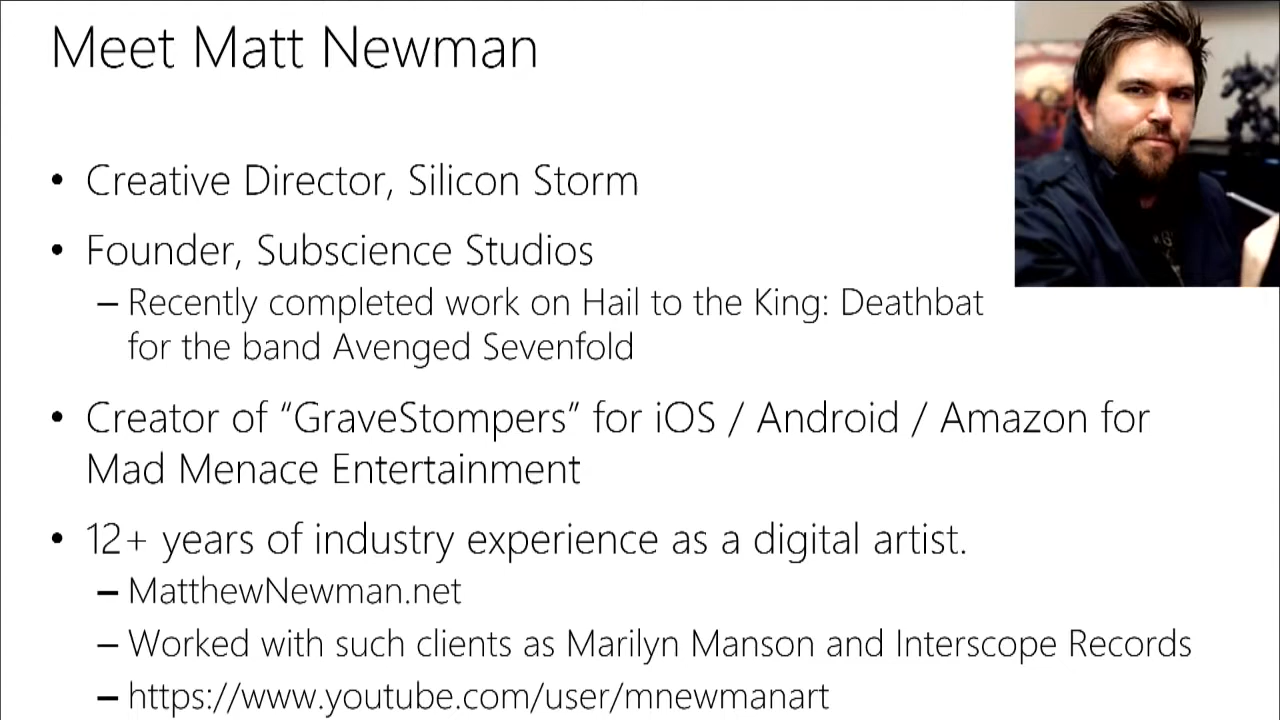 Meet Matt Newman
• Creative Director, Silicon Storm
• Founder, Subscience Studios
– Recently completed work on Hail to the King: Deathbat
for the band Avenged Sevenfold
• Creator of “GraveStompers” for iOS / Android / Amazon for
Mad Menace Entertainment
• 12+ years of industry experience as a digital artist.
– MatthewNewman.net
– Worked with such clients as Marilyn Manson and Interscope Records
– https://www.youtube.com/user/mnewmanart